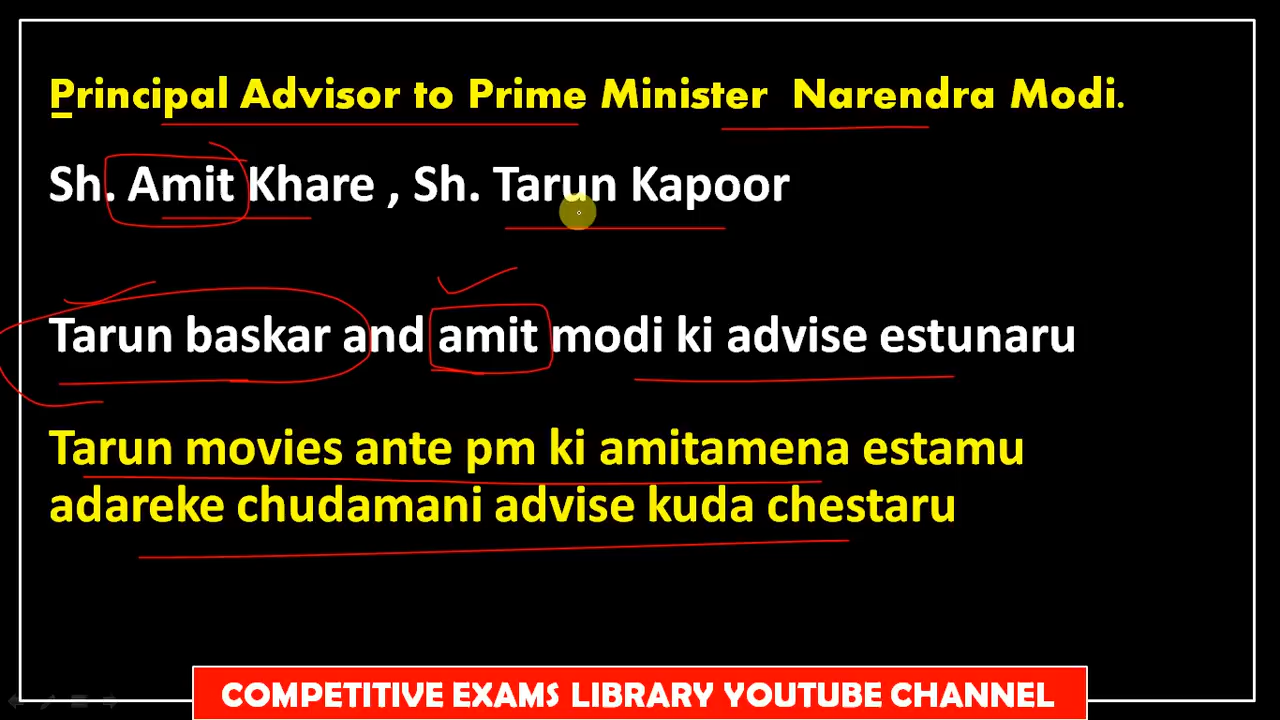 Principal Advisor to Prime Minister Narendra Modi.
Sh. Amit Khare , Sh. Tarun Kapoor
Tarun baskar and amit modi ki advise estunaru
Tarun movies ante pm ki amitamena estamu
adareke chudamani advise kuda chestaru
COMPETITIVE EXAMS LIBRARY YOUTUBE CHANNEL